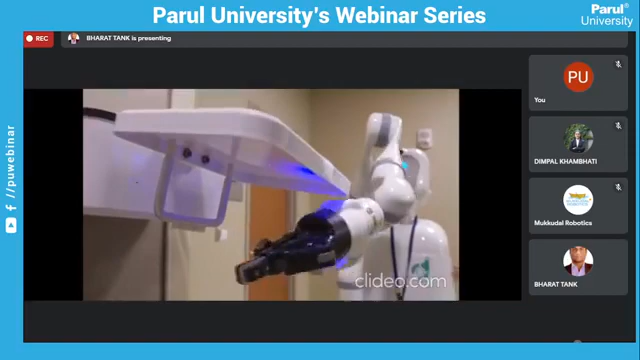 Parul University's Webinar Series
Parul®
University
REC
BHARAT TANK is presenting
PU
You
DIMPAL KHAMBHATI
Mukkudal Robotics
BHARAT TANK
clideo.com
f //puwebinar